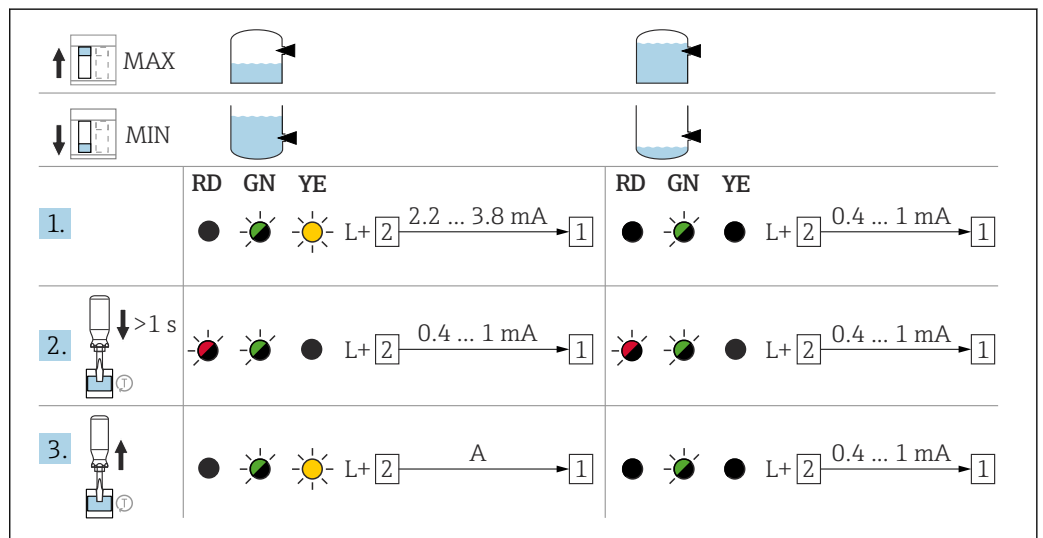 MAX
MIN
RD GN YE RD GN YE
1. L+ 2 2.2 ... 3.8 mA 1 L+ 2 0.4 ... 1 mA 1
2. >1 s T L+ 2 0.4 ... 1 mA 1 L+ 2 0.4 ... 1 mA 1
3. T L+ 2 A 1 L+ 2 0.4 ... 1 mA 1